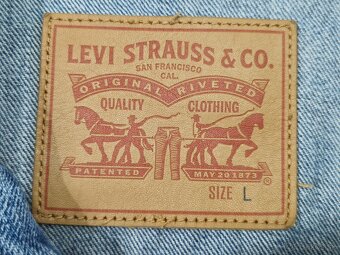 LEVI STRAUSS & CO.
SAN FRANCISCO
CAL.
ORIGINAL RIVETED
QUALITY CLOTHING
PATENTED MAY 20 1873
®
SIZE L